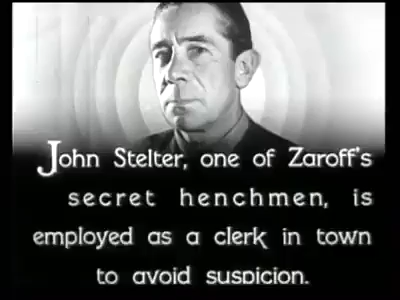 John Stelter, one of Zaroff's
secret henchmen, is
employed as a clerk in town
to avoid suspicion.